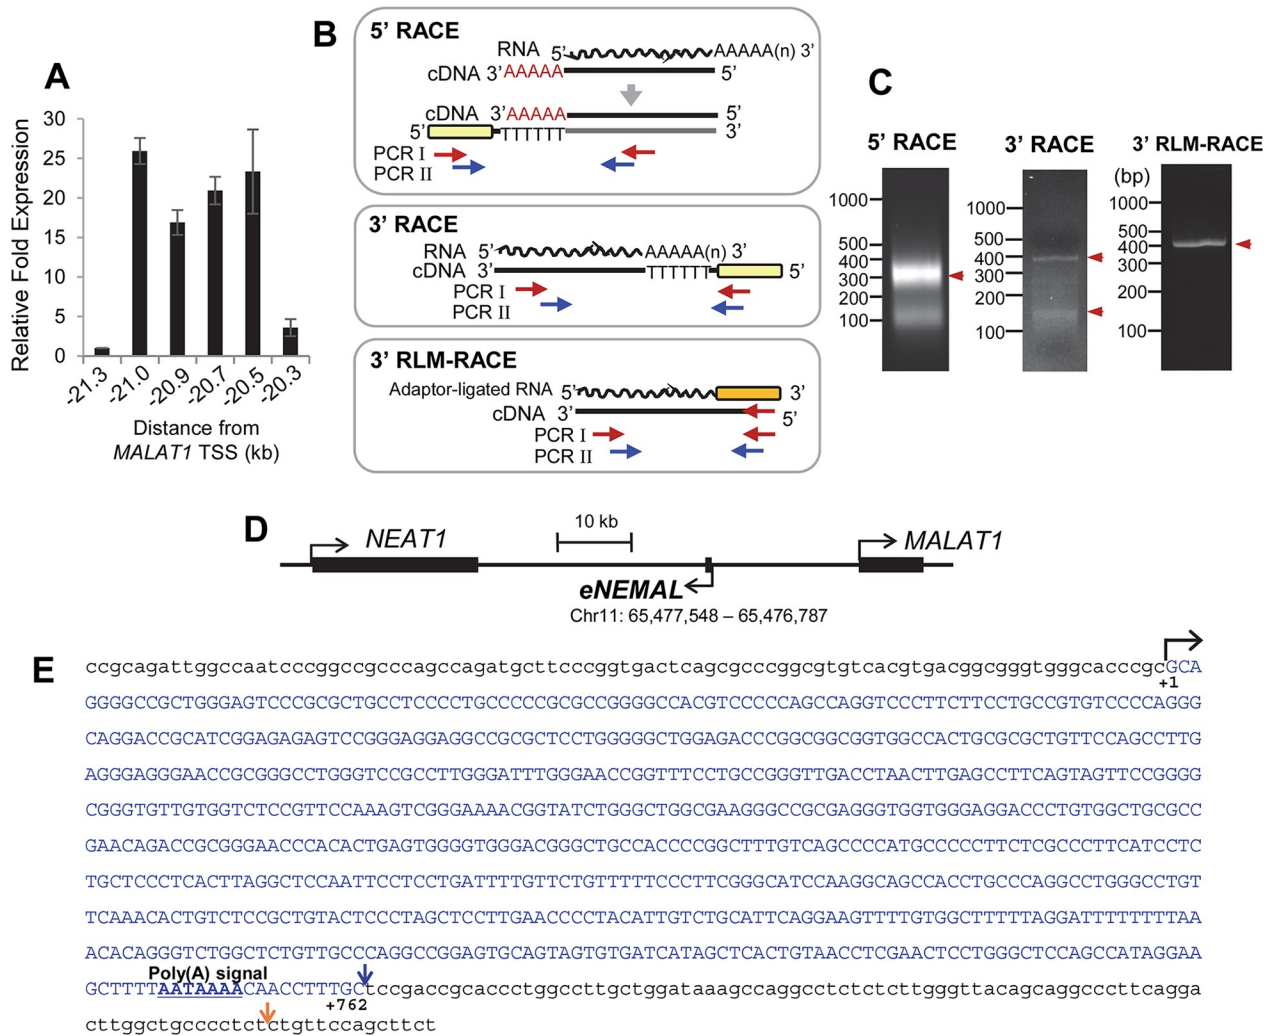 A
Relative Fold Expression
30
25
20
15
10
5
0
-21.3
-21.0
-20.9
-20.7
-20.5
-20.3
Distance from
MALAT1 TSS (kb)
B
5’ RACE
RNA 5’ AAAAA(n) 3’
cDNA 3’AAAAA 5’
cDNA 3’AAAAA 5’
5’ TTTTTT 3’
PCR I
PCR II
3’ RACE
RNA 5’ AAAAA(n) 3’
cDNA 3’ TTTTTT 5’
PCR I
PCR II
3’ RLM-RACE
Adaptor-ligated RNA 5’ 3’
cDNA 3’ 5’
PCR I
PCR II
C
5’ RACE
1000
500
400
300
200
100
3’ RACE
1000
500
400
300
200
100
3’ RLM-RACE
(bp)
1000
500
400
300
200
100
D
NEAT1
10 kb
MALAT1
eNEMAL
Chr11: 65,477,548 – 65,476,787
E
ccgcagattggccaatcccggccgcccagccagatgcttcccggtgactcagcgcccggcgtgtcacgtgacggcgggtgggcacccgcGCA
+1
GGGGCCGCTGGGAGTCCCGCGCTGCCTCCCCTGCCCCCGCGCCGGGGCCACGTCCCCCAGCCAGGTCCCTTCTTCCTGCCGTGTCCCCAGGG
CAGGACCGCATCGGAGAGAGTCCGGGAGGAGGCCGCGCTCCTGGGGGCTGGAGACCCGGCGGCGGTGGCCACTGCGCGCTGTTCCAGCCTTG
AGGGAGGGAACCGCGGGCCTGGGTCCGCCTTGGGATTTGGGAACCGGTTTCCTGCCGGGTTGACCTAACTTGAGCCTTCAGTAGTTCCGGGG
CGGGTGTTGTGGTCTCCGTTCCAAAGTCGGGAAAACGGTATCTGGGCTGGCGAAGGGCCGCGAGGGTGGTGGGAGGACCCTGTGGCTGCGCC
GAACAGACCGCGGGAACCCACACTGAGTGGGGTGGGACGGGCTGCCACCCCGGCTTTGTCAGCCCCATGCCCCCTTCTCGCCCTTCATCCTC
TGCTCCCTCACTTAGGCTCCAATTCCTCCTGATTTTGTTCTGTTTTTCCCTTCGGGCATCCAAGGCAGCCACCTGCCCAGGCCTGGGCCTGT
TCAAACACTGTCTCCGCTGTACTCCCTAGCTCCTTGAACCCCTACATTGTCTGCATTCAGGAAGTTTTGTGGCTTTTTAGGATTTTTTTTAA
ACACAGGGTCTGGCTCTGTTGCCCAGGCCGGAGTGCAGTAGTGTGATCATAGCTCACTGTAACCTCGAACTCCTGGGCTCCAGCCATAGGAA
Poly(A) signal
GCTTTTAATAAAACAACCTTTGCtccgaccgcaccctggccttgctggataaagccaggcctctctcttgggttacagcaggcccttcagga
+762
cttggctgcccctctctgttccagcttct